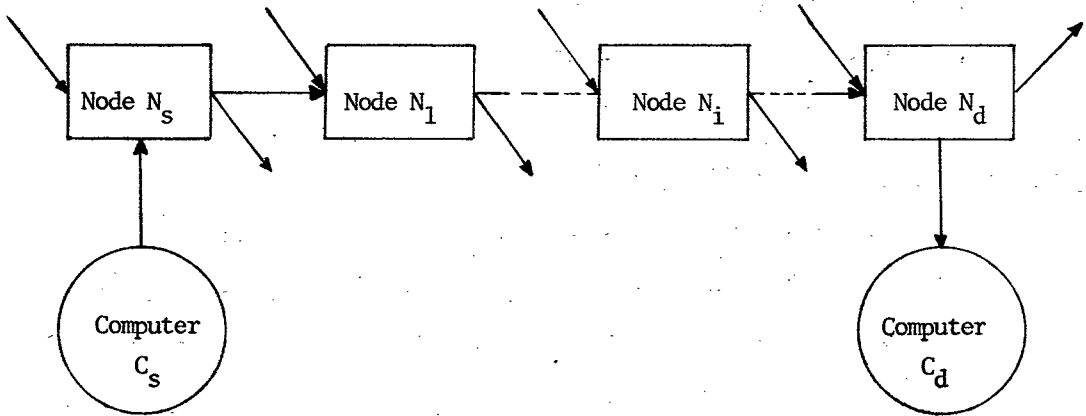 Node N_s
Node N_1
Node N_i
Node N_d
Computer
C_s
Computer
C_d